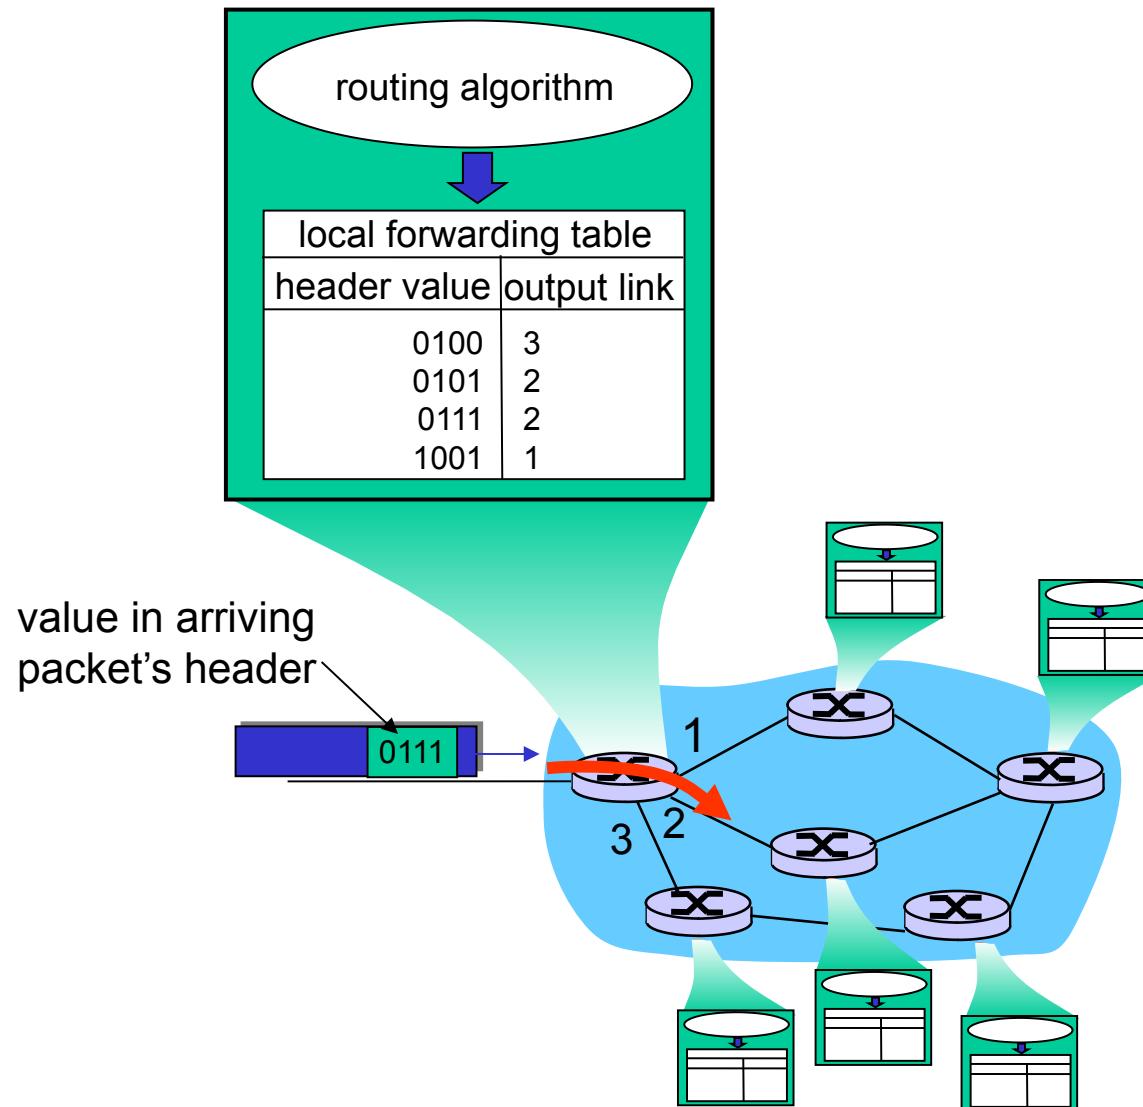 routing algorithm
local forwarding table
header value output link
0100 3
0101 2
0111 2
1001 1
value in arriving
packet's header
0111
1
2
3